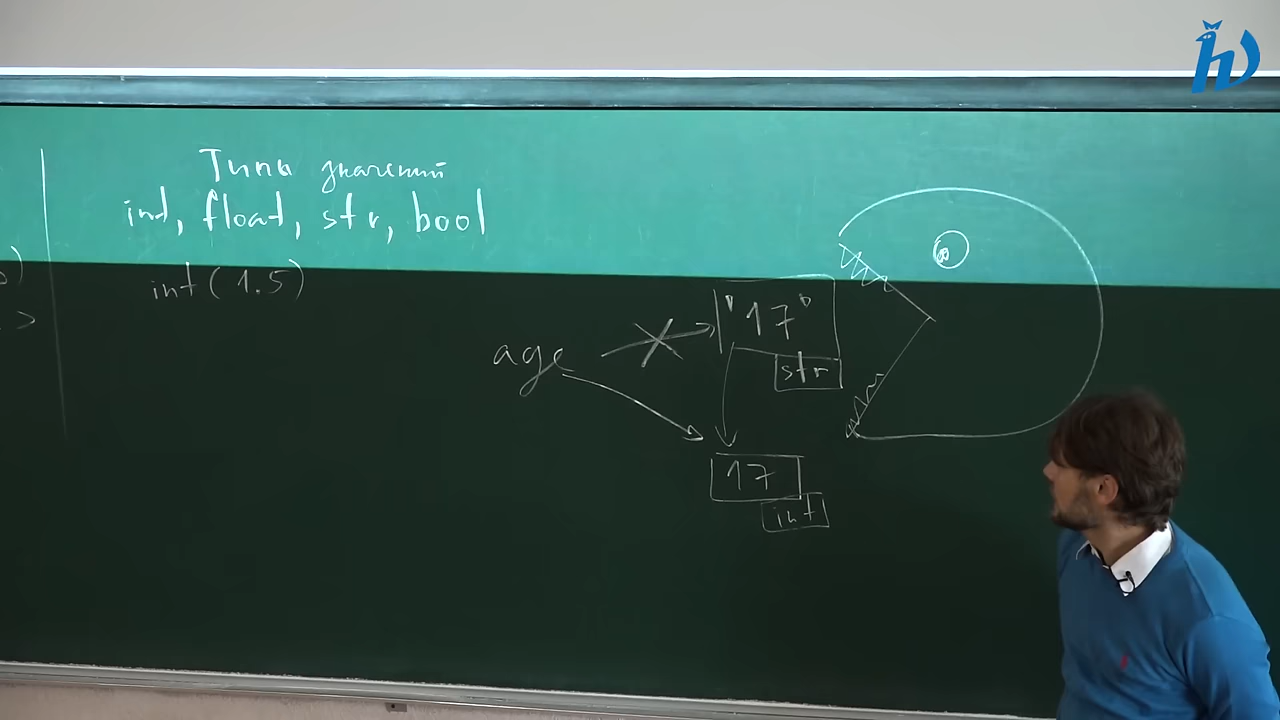 Типы значений
int, float, str, bool
int(1.5)
age
"17"
str
17
int